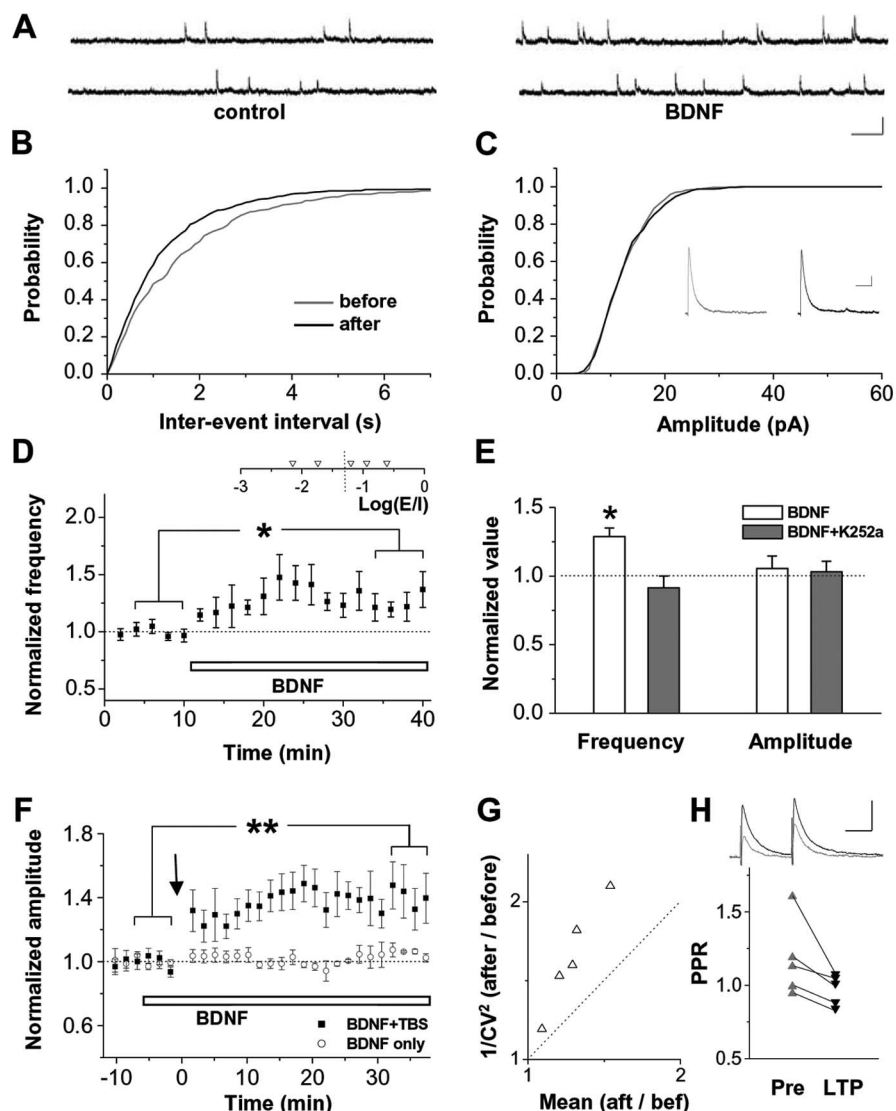 A
control
BDNF
B
Probability
1.0
0.8
0.6
0.4
0.2
0.0
before
after
0 2 4 6
Inter-event interval (s)
C
Probability
1.0
0.8
0.6
0.4
0.2
0.0
0 20 40 60
Amplitude (pA)
D
-3 -2 -1 0
Log(E/I)
Normalized frequency
2.0
1.5
1.0
0.5
*
BDNF
0 10 20 30 40
Time (min)
E
Normalized value
1.5
1.0
0.5
0.0
*
BDNF
BDNF+K252a
Frequency Amplitude
F
Normalized amplitude
1.8
1.4
1.0
0.6
**
BDNF
BDNF+TBS
BDNF only
-10 0 10 20 30
Time (min)
G
1/CV² (after / before)
2
1
1 2
Mean (aft / bef)
H
PPR
1.5
1.0
0.5
Pre LTP